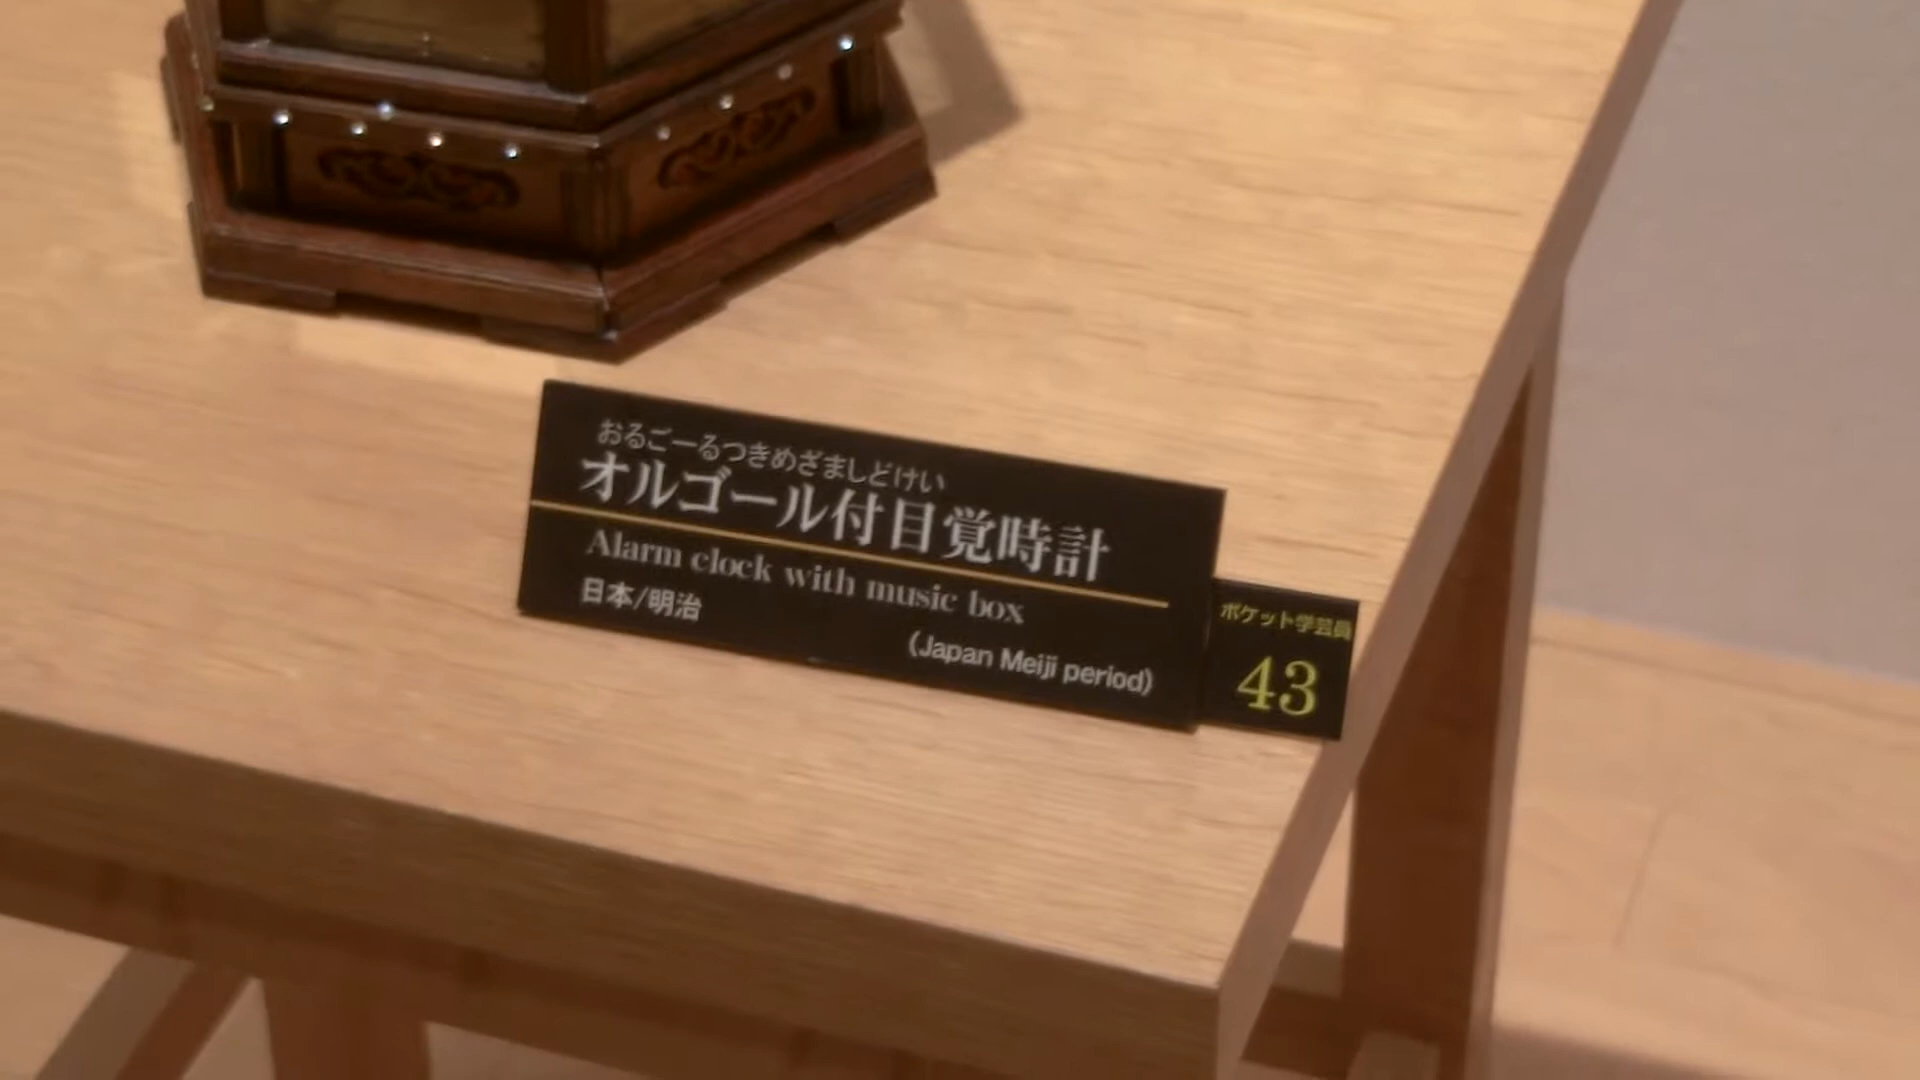 おるごーるつきめざましどけい
オルゴール付目覚時計
Alarm clock with music box
日本/明治
(Japan Meiji period)
ポケット学芸員
43